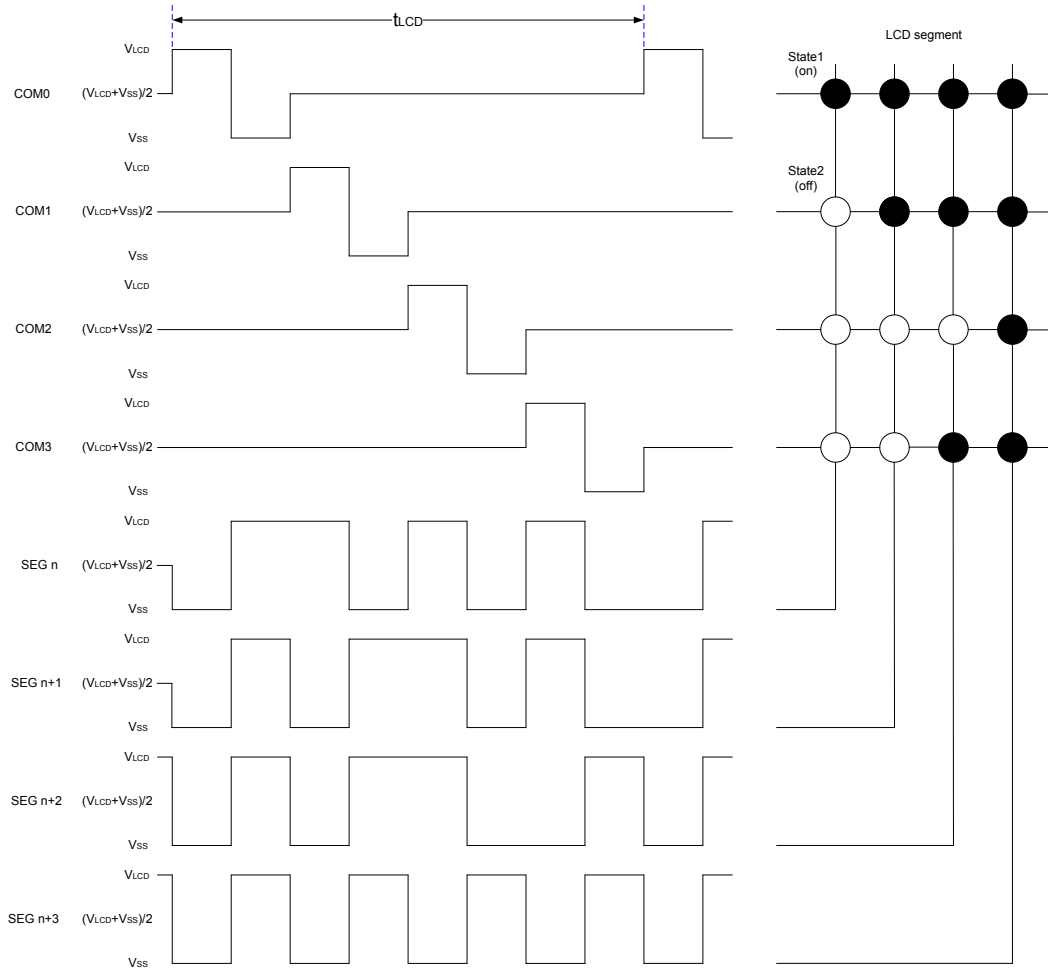 tLCD
LCD segment
VLCD
State1
(on)
COM0 (VLCD+VSS)/2
VSS
VLCD
State2
(off)
COM1 (VLCD+VSS)/2
VSS
VLCD
COM2 (VLCD+VSS)/2
VSS
VLCD
COM3 (VLCD+VSS)/2
VSS
VLCD
SEG n (VLCD+VSS)/2
VSS
VLCD
SEG n+1 (VLCD+VSS)/2
VSS
VLCD
SEG n+2 (VLCD+VSS)/2
VSS
VLCD
SEG n+3 (VLCD+VSS)/2
VSS